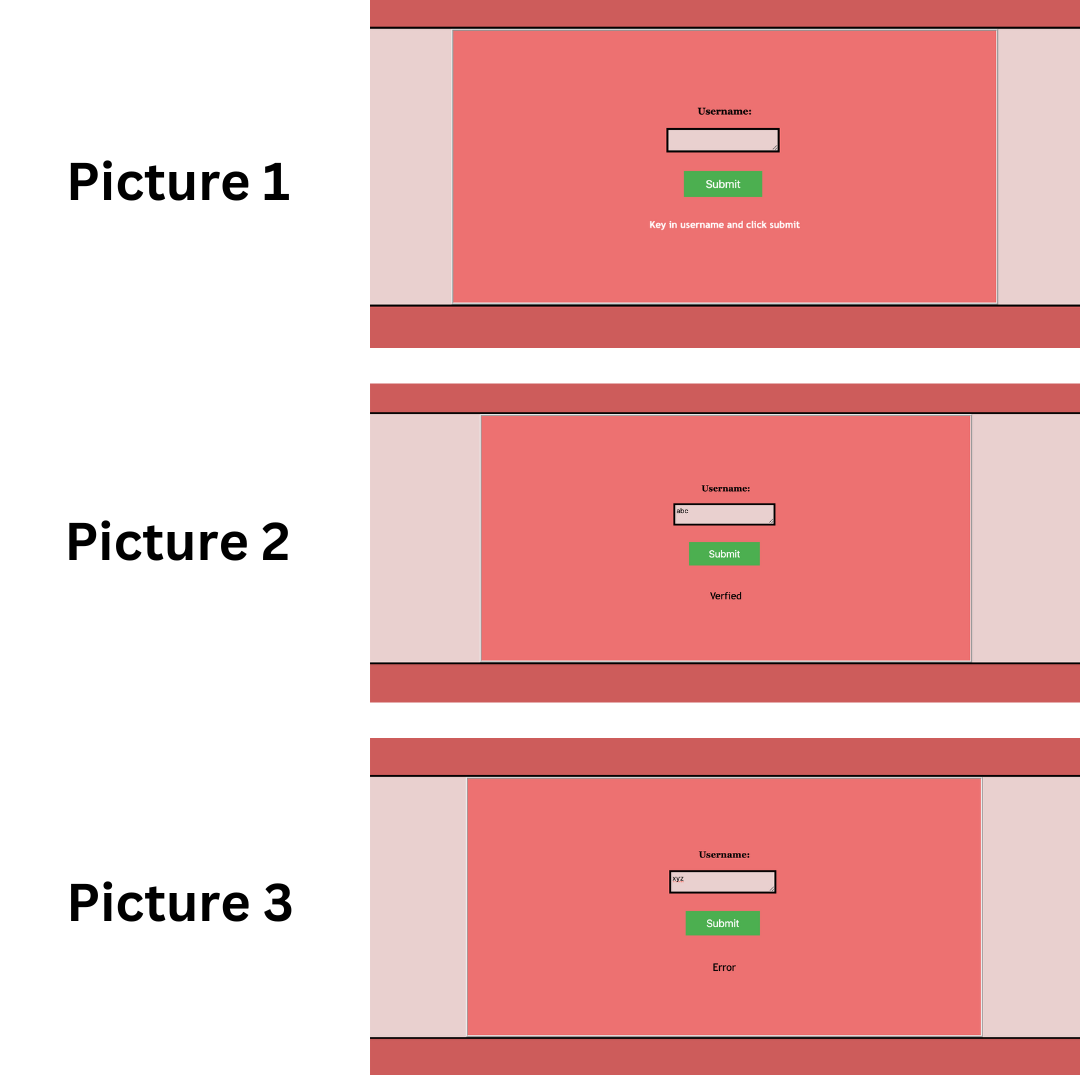 Picture 1
Username:
Submit
Key in username and click submit
Picture 2
Username:
abc
Submit
Verfied
Picture 3
Username:
xyz
Submit
Error